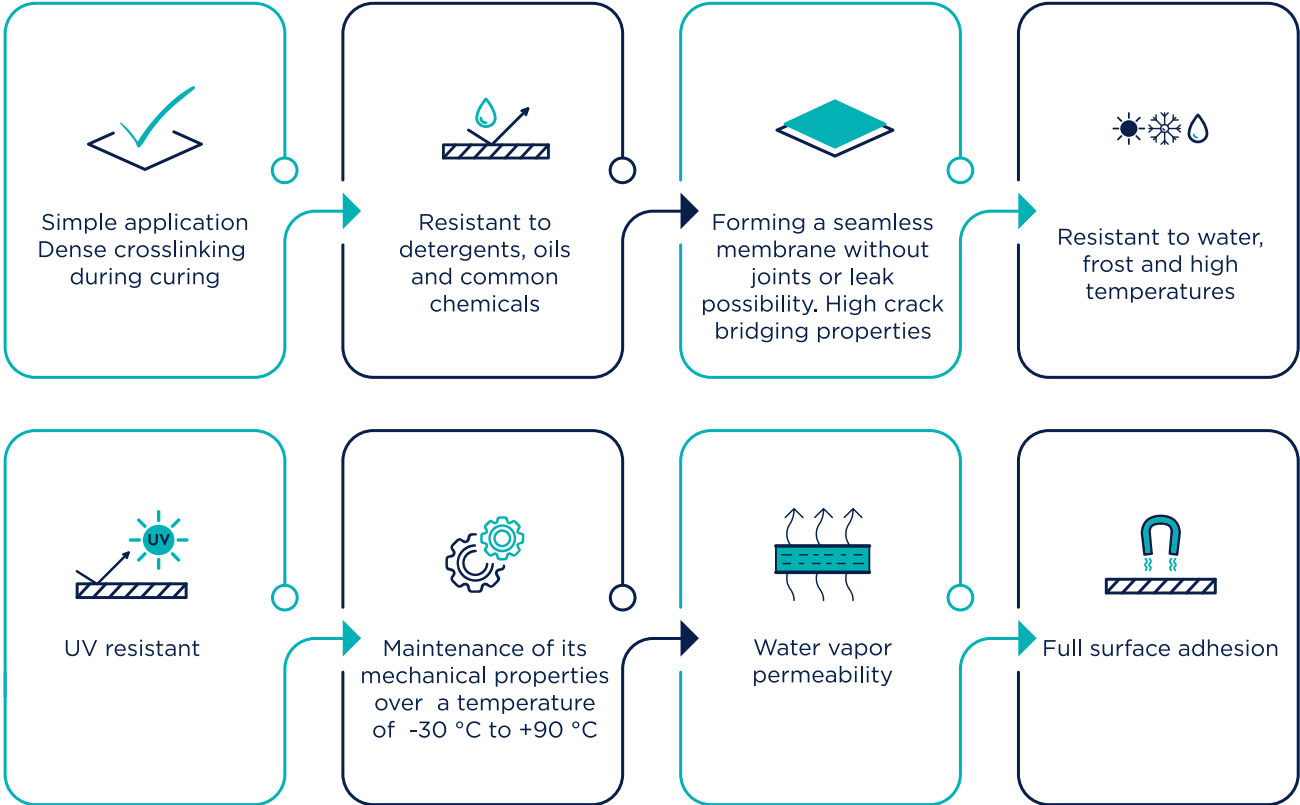 Simple application
Dense crosslinking
during curing
Resistant to
detergents, oils
and common
chemicals
Forming a seamless
membrane without
joints or leak
possibility. High crack
bridging properties
Resistant to water,
frost and high
temperatures
UV
UV resistant
Maintenance of its
mechanical properties
over a temperature
of -30 °C to +90 °C
Water vapor
permeability
Full surface adhesion